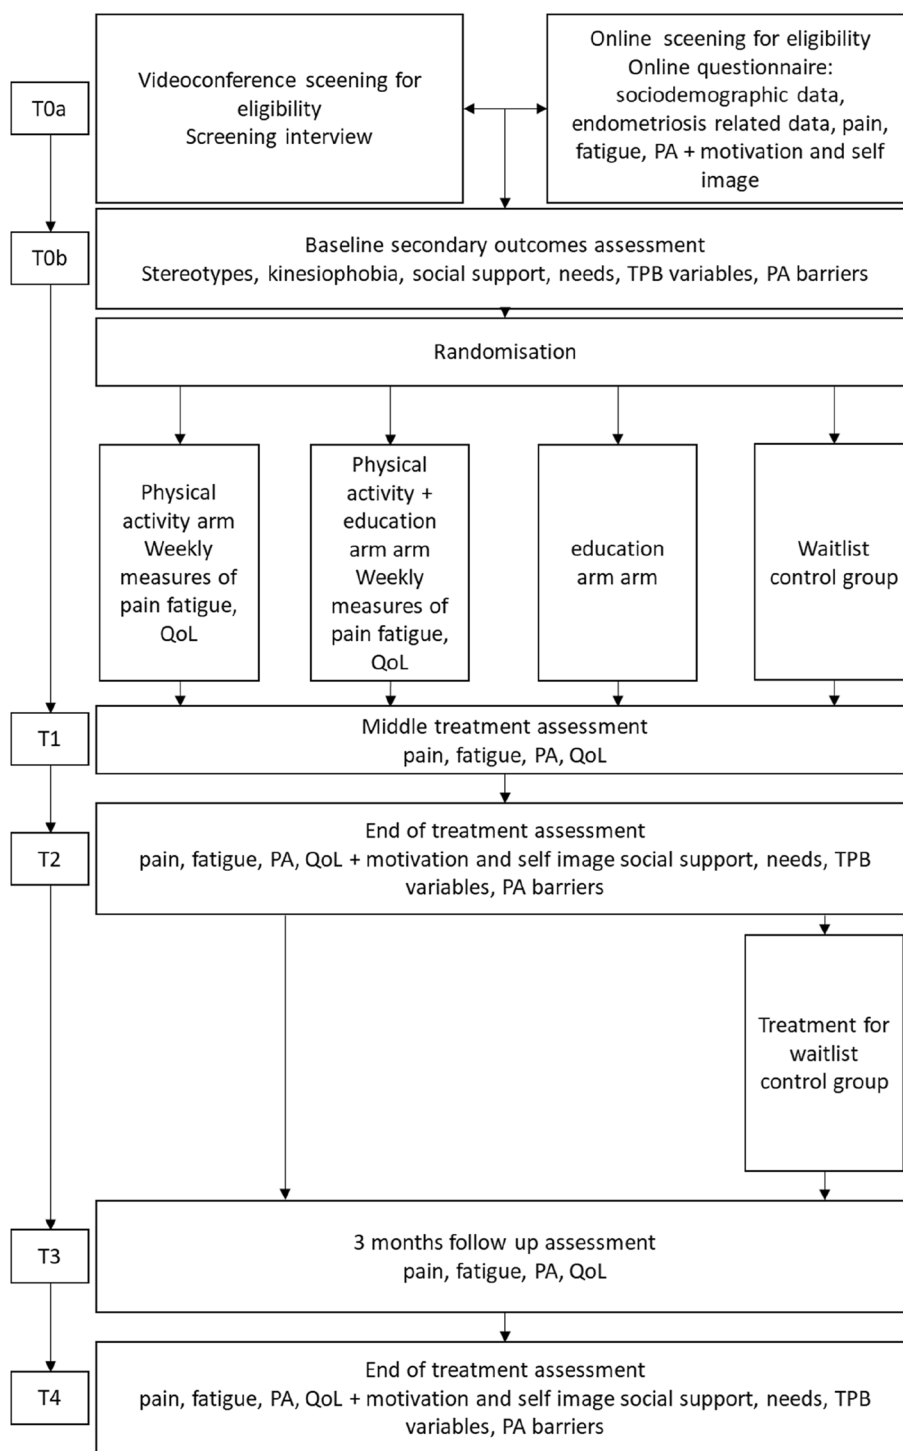 T0a
Videoconference sceening for
eligibility
Screening interview
Online sceening for eligibility
Online questionnaire:
sociodemographic data,
endometriosis related data, pain,
fatigue, PA + motivation and self
image
T0b
Baseline secondary outcomes assessment
Stereotypes, kinesiophobia, social support, needs, TPB variables, PA barriers
Randomisation
Physical
activity arm
Weekly
measures of
pain fatigue,
QoL
Physical
activity +
education
arm arm
Weekly
measures of
pain fatigue,
QoL
education
arm arm
Waitlist
control group
T1
Middle treatment assessment
pain, fatigue, PA, QoL
T2
End of treatment assessment
pain, fatigue, PA, QoL + motivation and self image social support, needs, TPB
variables, PA barriers
Treatment for
waitlist
control group
T3
3 months follow up assessment
pain, fatigue, PA, QoL
T4
End of treatment assessment
pain, fatigue, PA, QoL + motivation and self image social support, needs, TPB
variables, PA barriers